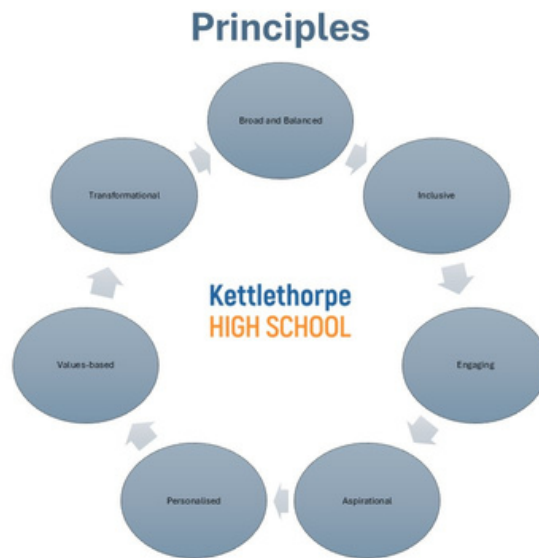 Principles
Broad and Balanced
Inclusive
Engaging
Aspirational
Personalised
Values-based
Transformational
Kettlethorpe
HIGH SCHOOL